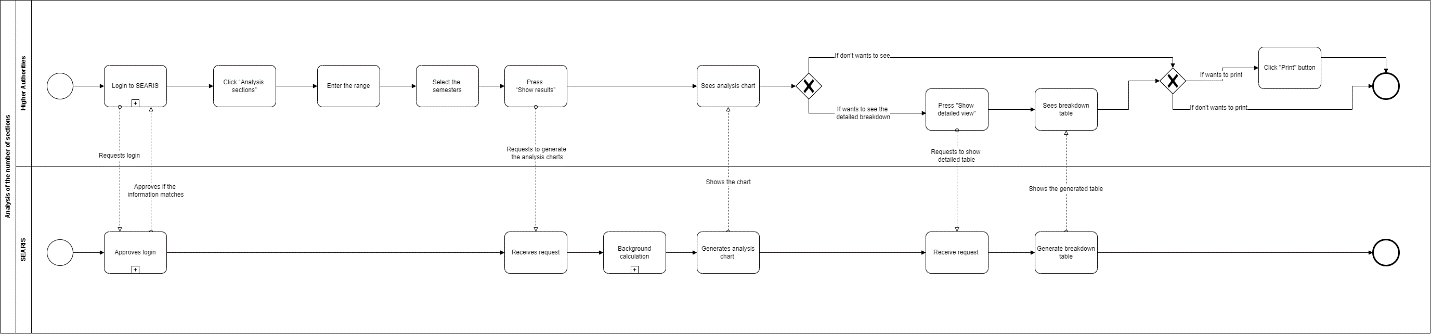 Analysis of the number of sections
Higher Authorities
Login to SEARIS
Click "Analysis
sections"
Enter the range
Select the
semesters
Press
"Show results"
Sees analysis chart
If don't wants to see
If wants to see the
detailed breakdown
Press "Show
detailed view"
Sees breakdown
table
If wants to print
If don't wants to print
Click "Print" button
Requests login
Approves if the
information matches
Requests to generate
the analysis charts
Shows the chart
Requests to show
detailed table
Shows the generated table
SEARIS
Approves login
Receives request
Background
calculation
Generates analysis
chart
Receive request
Generate breakdown
table